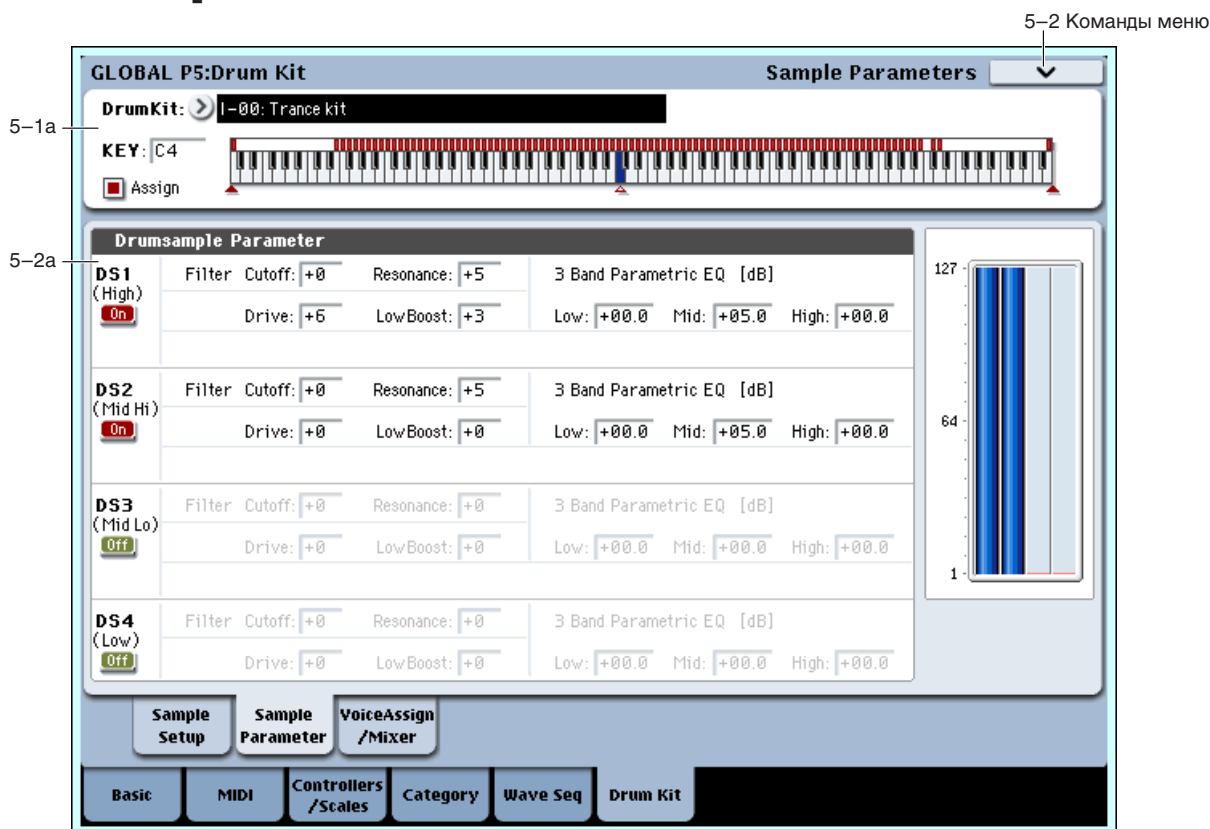 5–2 Команды меню
GLOBAL P5:Drum Kit Sample Parameters
DrumKit: I-00: Trance kit
5–1a
KEY: C4
Assign
Drumsample Parameter
5–2a
DS1 Filter Cutoff: +0 Resonance: +5 3 Band Parametric EQ [dB] 127
(High)
On Drive: +6 LowBoost: +3 Low: +00.0 Mid: +05.0 High: +00.0
DS2 Filter Cutoff: +0 Resonance: +5 3 Band Parametric EQ [dB]
(Mid Hi)
On Drive: +0 LowBoost: +0 Low: +00.0 Mid: +05.0 High: +00.0 64
DS3 Filter Cutoff: +0 Resonance: +0 3 Band Parametric EQ [dB]
(Mid Lo)
Off Drive: +0 LowBoost: +0 Low: +00.0 Mid: +00.0 High: +00.0
1
DS4 Filter Cutoff: +0 Resonance: +0 3 Band Parametric EQ [dB]
(Low)
Off Drive: +0 LowBoost: +0 Low: +00.0 Mid: +00.0 High: +00.0
Sample Sample VoiceAssign
Setup Parameter /Mixer
Basic MIDI Controllers Category Wave Seq Drum Kit
/Scales